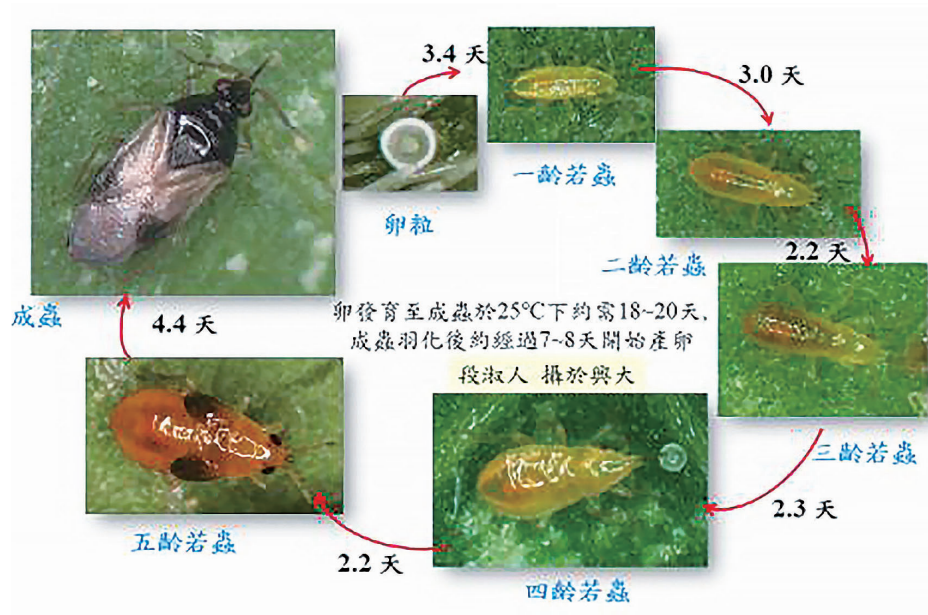 3.4 天
3.0 天
一齡若蟲
卵粒
二齡若蟲
2.2 天
成蟲
4.4 天
卵發育至成蟲於25℃下約需18~20天,
成蟲羽化後約經過7~8天開始產卵
段淑人 攝於興大
三齡若蟲
2.3 天
五齡若蟲
2.2 天
四齡若蟲